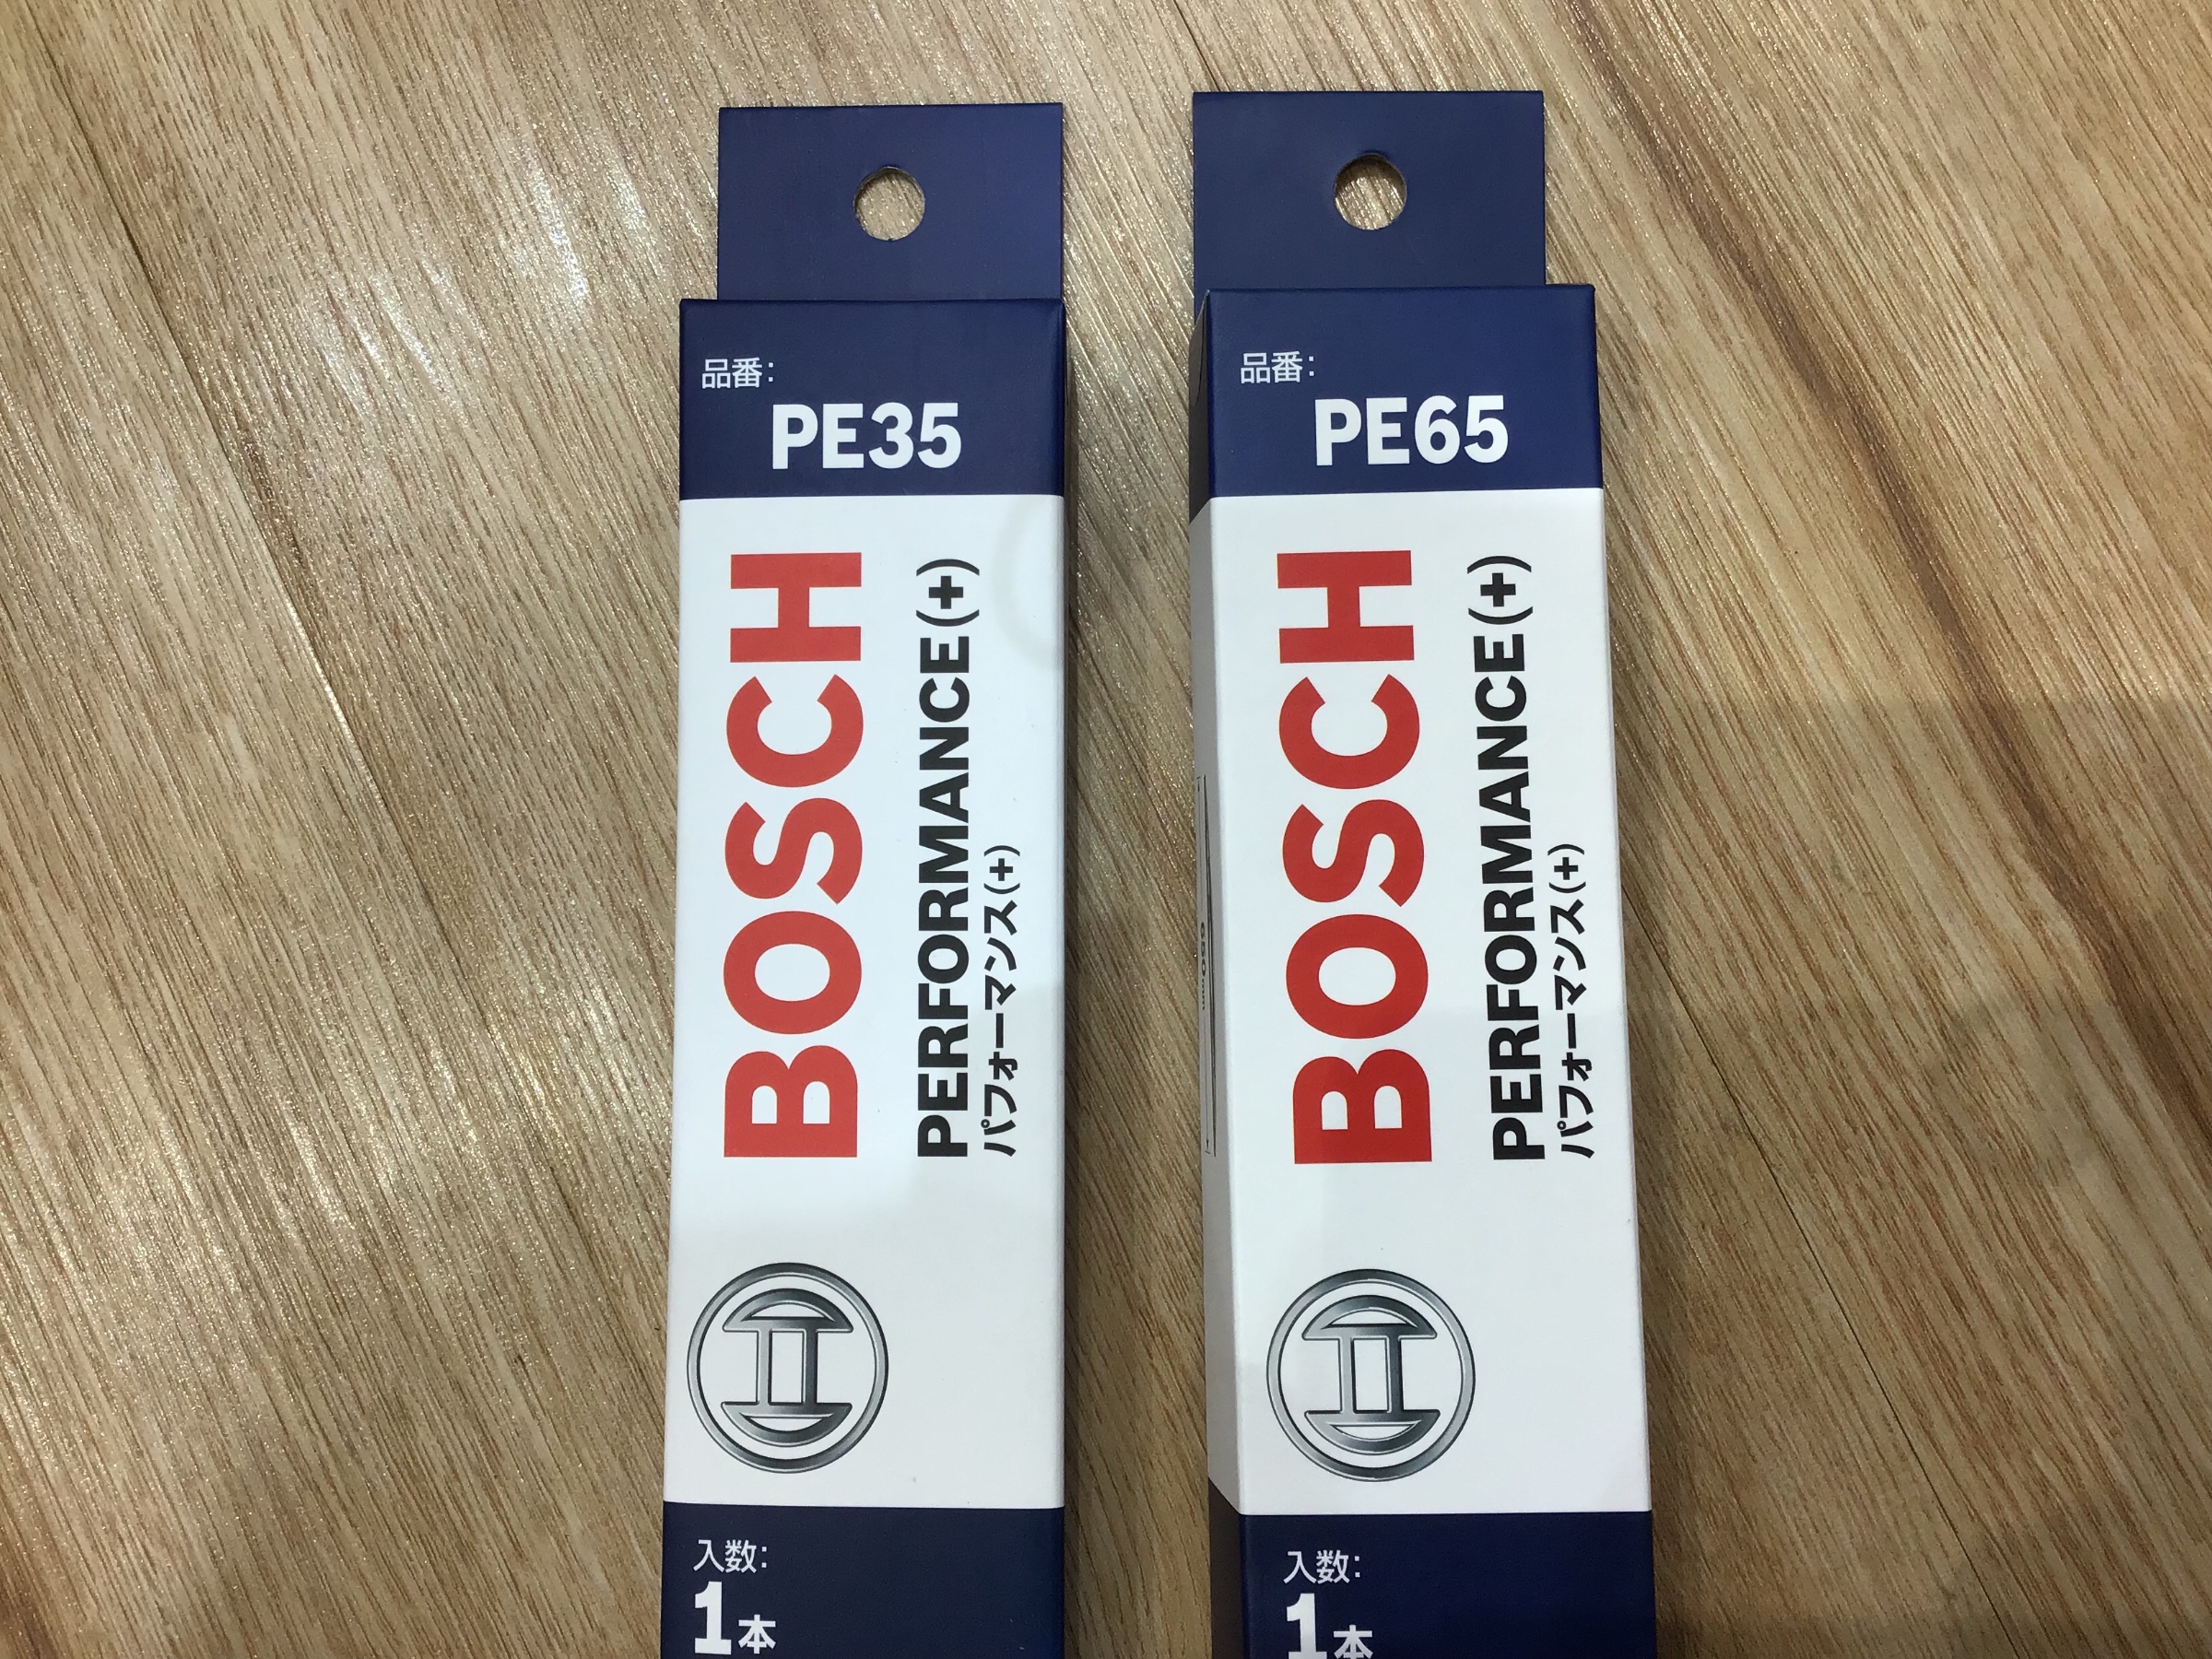 品番:
PE35
BOSCH
PERFORMANCE(+)
パフォーマンス(+)
入数:
1本
品番:
PE65
BOSCH
PERFORMANCE(+)
パフォーマンス(+)
650mm
入数:
1本